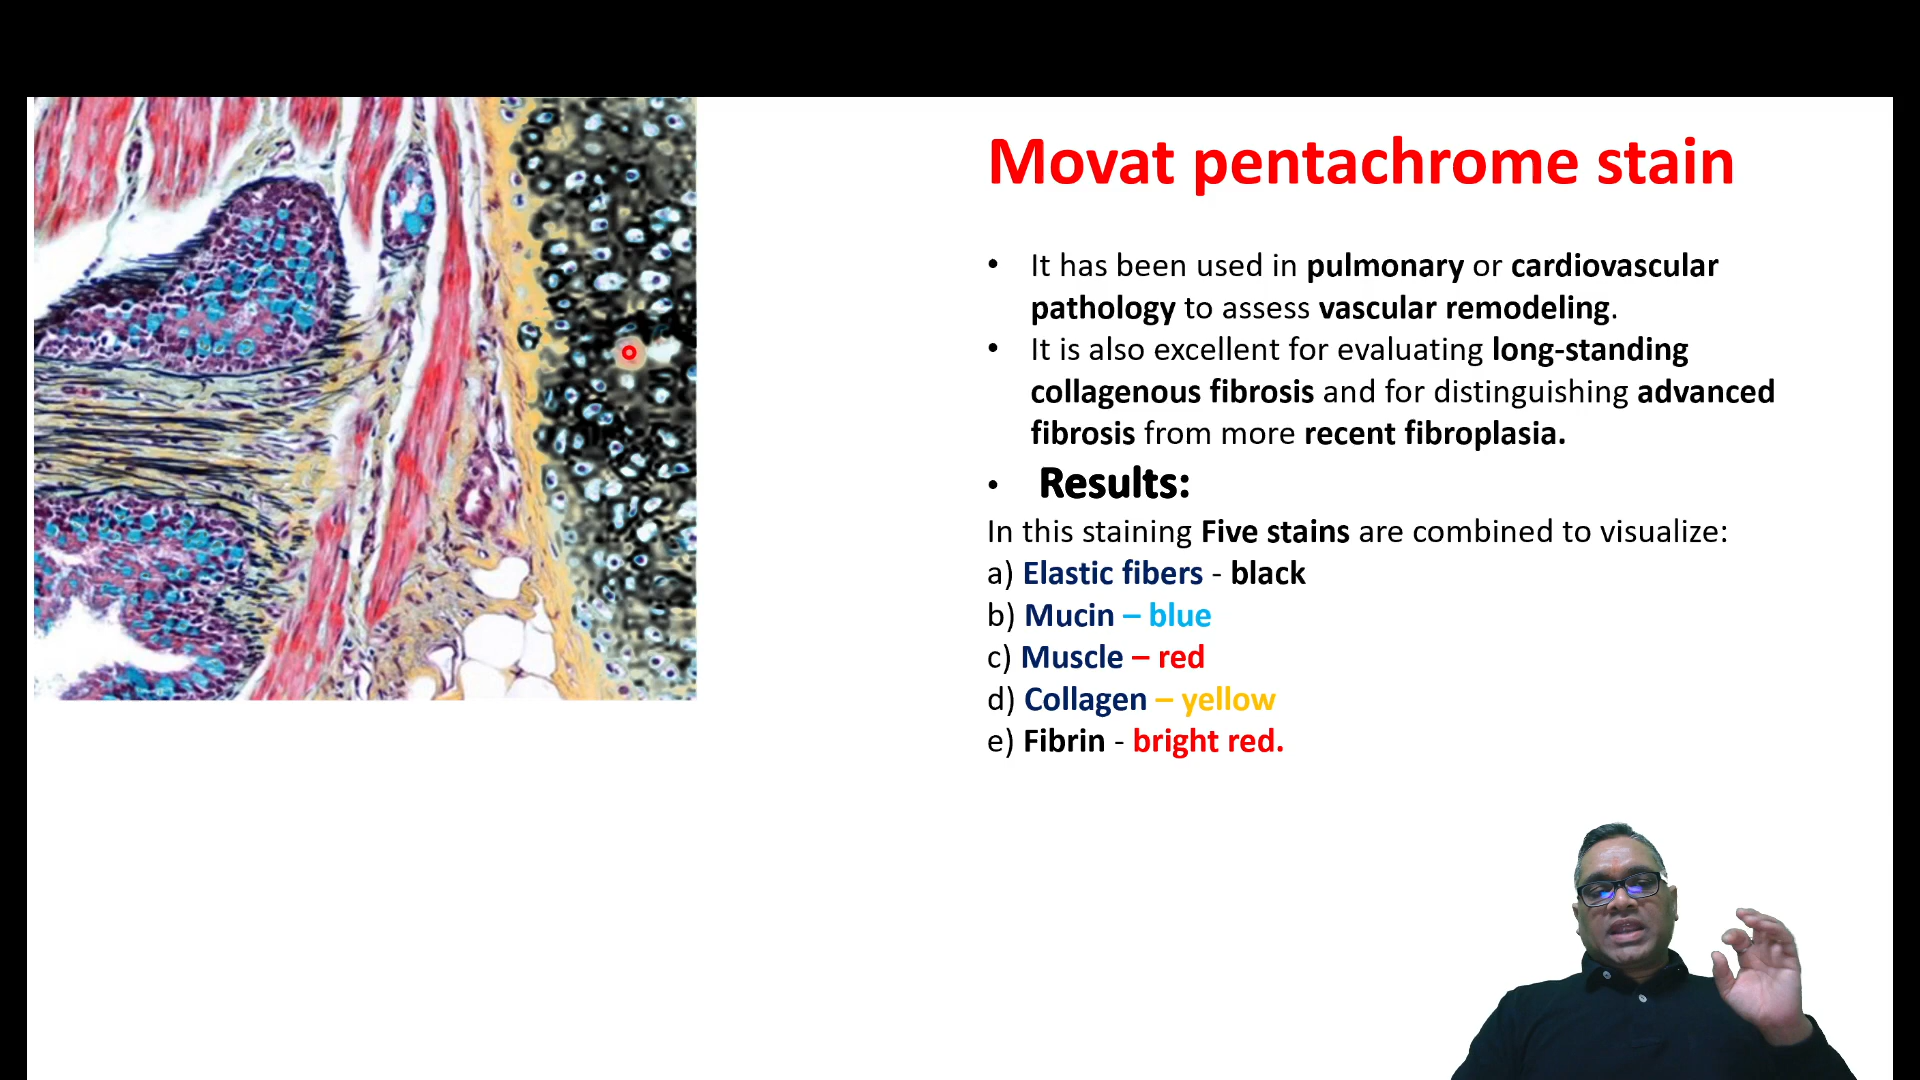 Movat pentachrome stain
• It has been used in pulmonary or cardiovascular
pathology to assess vascular remodeling.
• It is also excellent for evaluating long-standing
collagenous fibrosis and for distinguishing advanced
fibrosis from more recent fibroplasia.
• Results:
In this staining Five stains are combined to visualize:
a) Elastic fibers - black
b) Mucin – blue
c) Muscle – red
d) Collagen – yellow
e) Fibrin - bright red.